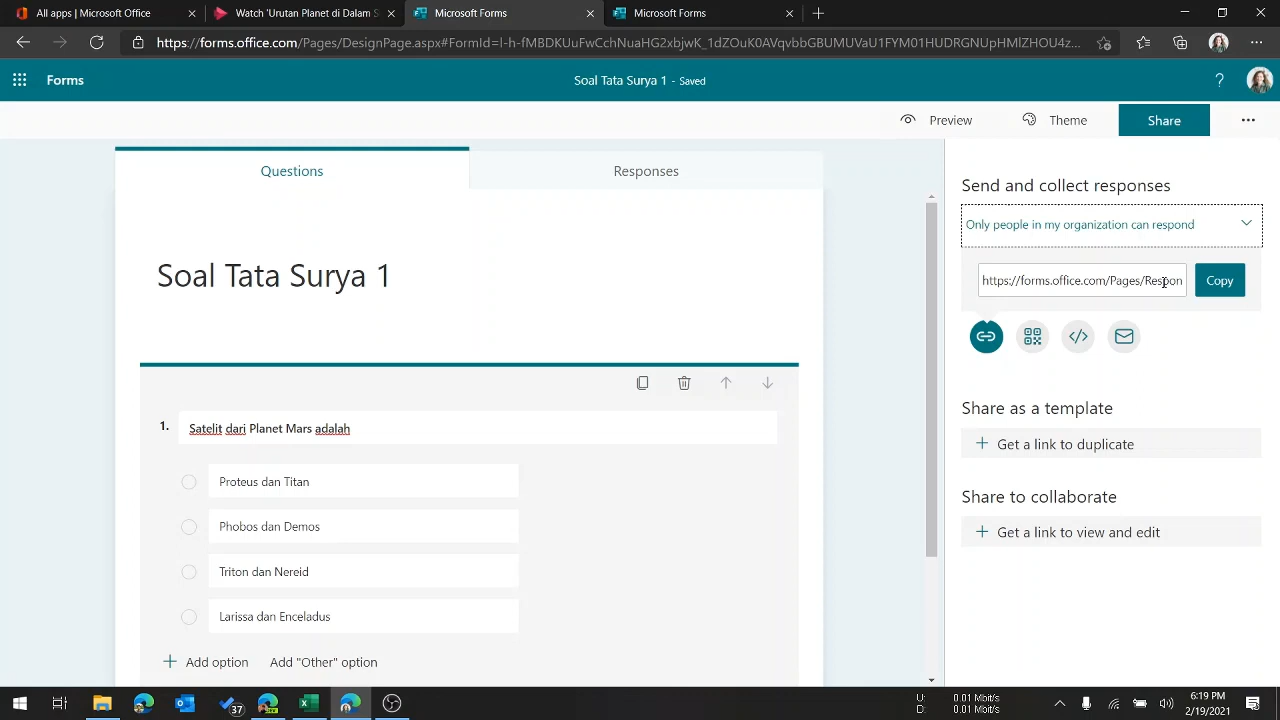 All apps | Microsoft Office
Watch 'Urutan Planet di Dalam S
Microsoft Forms
Microsoft Forms
https://forms.office.com/Pages/DesignPage.aspx#FormId=l-h-fMBDKUuFwCchNuaHG2xbjwK_1dZOuK0AVqvbbGBUMUVaU1FYM01HUDRGNUpHMlZHOU4z...
Forms
Soal Tata Surya 1 - Saved
?
Preview
Theme
Share
Questions
Responses
Soal Tata Surya 1
1. Satelit dari Planet Mars adalah
Proteus dan Titan
Phobos dan Demos
Triton dan Nereid
Larissa dan Enceladus
Add option
Add "Other" option
Send and collect responses
Only people in my organization can respond
https://forms.office.com/Pages/Respon
Copy
Share as a template
Get a link to duplicate
Share to collaborate
Get a link to view and edit
37
U: 0.01 Mbit/s
D: 0.01 Mbit/s
6:19 PM
2/19/2021